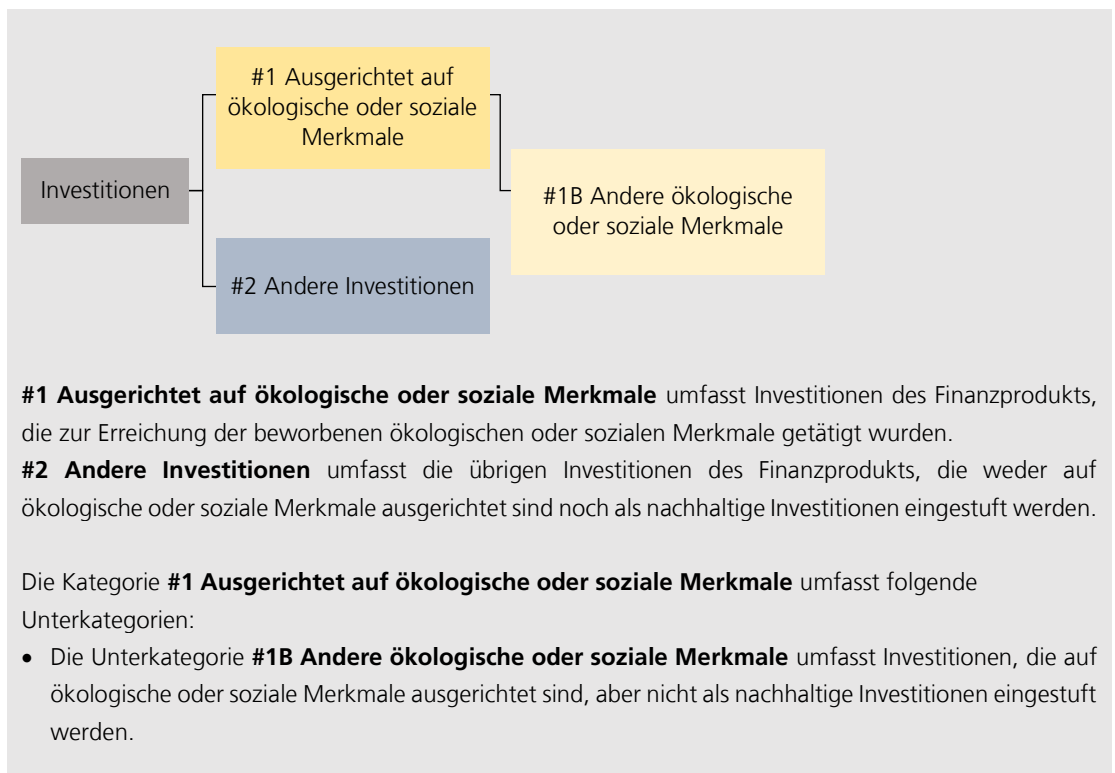 #1 Ausgerichtet auf
ökologische oder soziale
Merkmale
Investitionen
#1B Andere ökologische
oder soziale Merkmale
#2 Andere Investitionen
#1 Ausgerichtet auf ökologische oder soziale Merkmale umfasst Investitionen des Finanzprodukts,
die zur Erreichung der beworbenen ökologischen oder sozialen Merkmale getätigt wurden.
#2 Andere Investitionen umfasst die übrigen Investitionen des Finanzprodukts, die weder auf
ökologische oder soziale Merkmale ausgerichtet sind noch als nachhaltige Investitionen eingestuft werden.
Die Kategorie #1 Ausgerichtet auf ökologische oder soziale Merkmale umfasst folgende
Unterkategorien:
• Die Unterkategorie #1B Andere ökologische oder soziale Merkmale umfasst Investitionen, die auf
ökologische oder soziale Merkmale ausgerichtet sind, aber nicht als nachhaltige Investitionen eingestuft
werden.